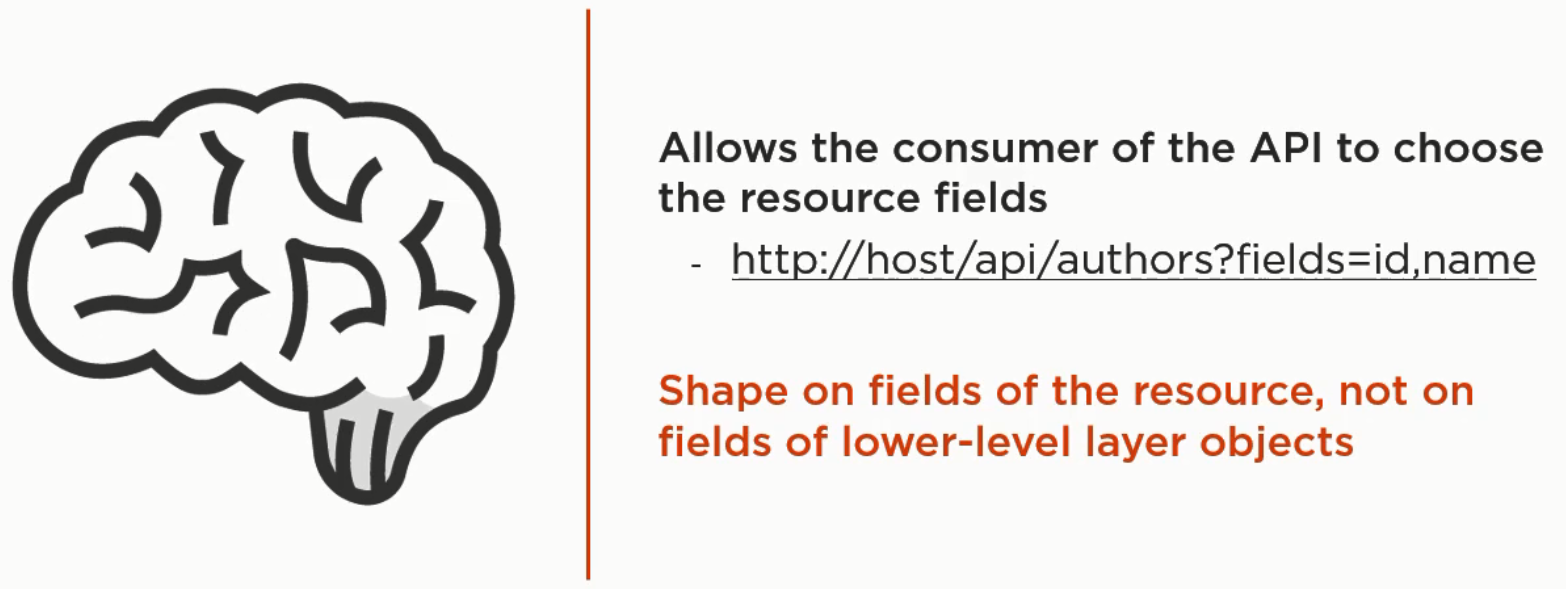 Allows the consumer of the API to choose
the resource fields
- http://host/api/authors?fields=id,name
Shape on fields of the resource, not on
fields of lower-level layer objects